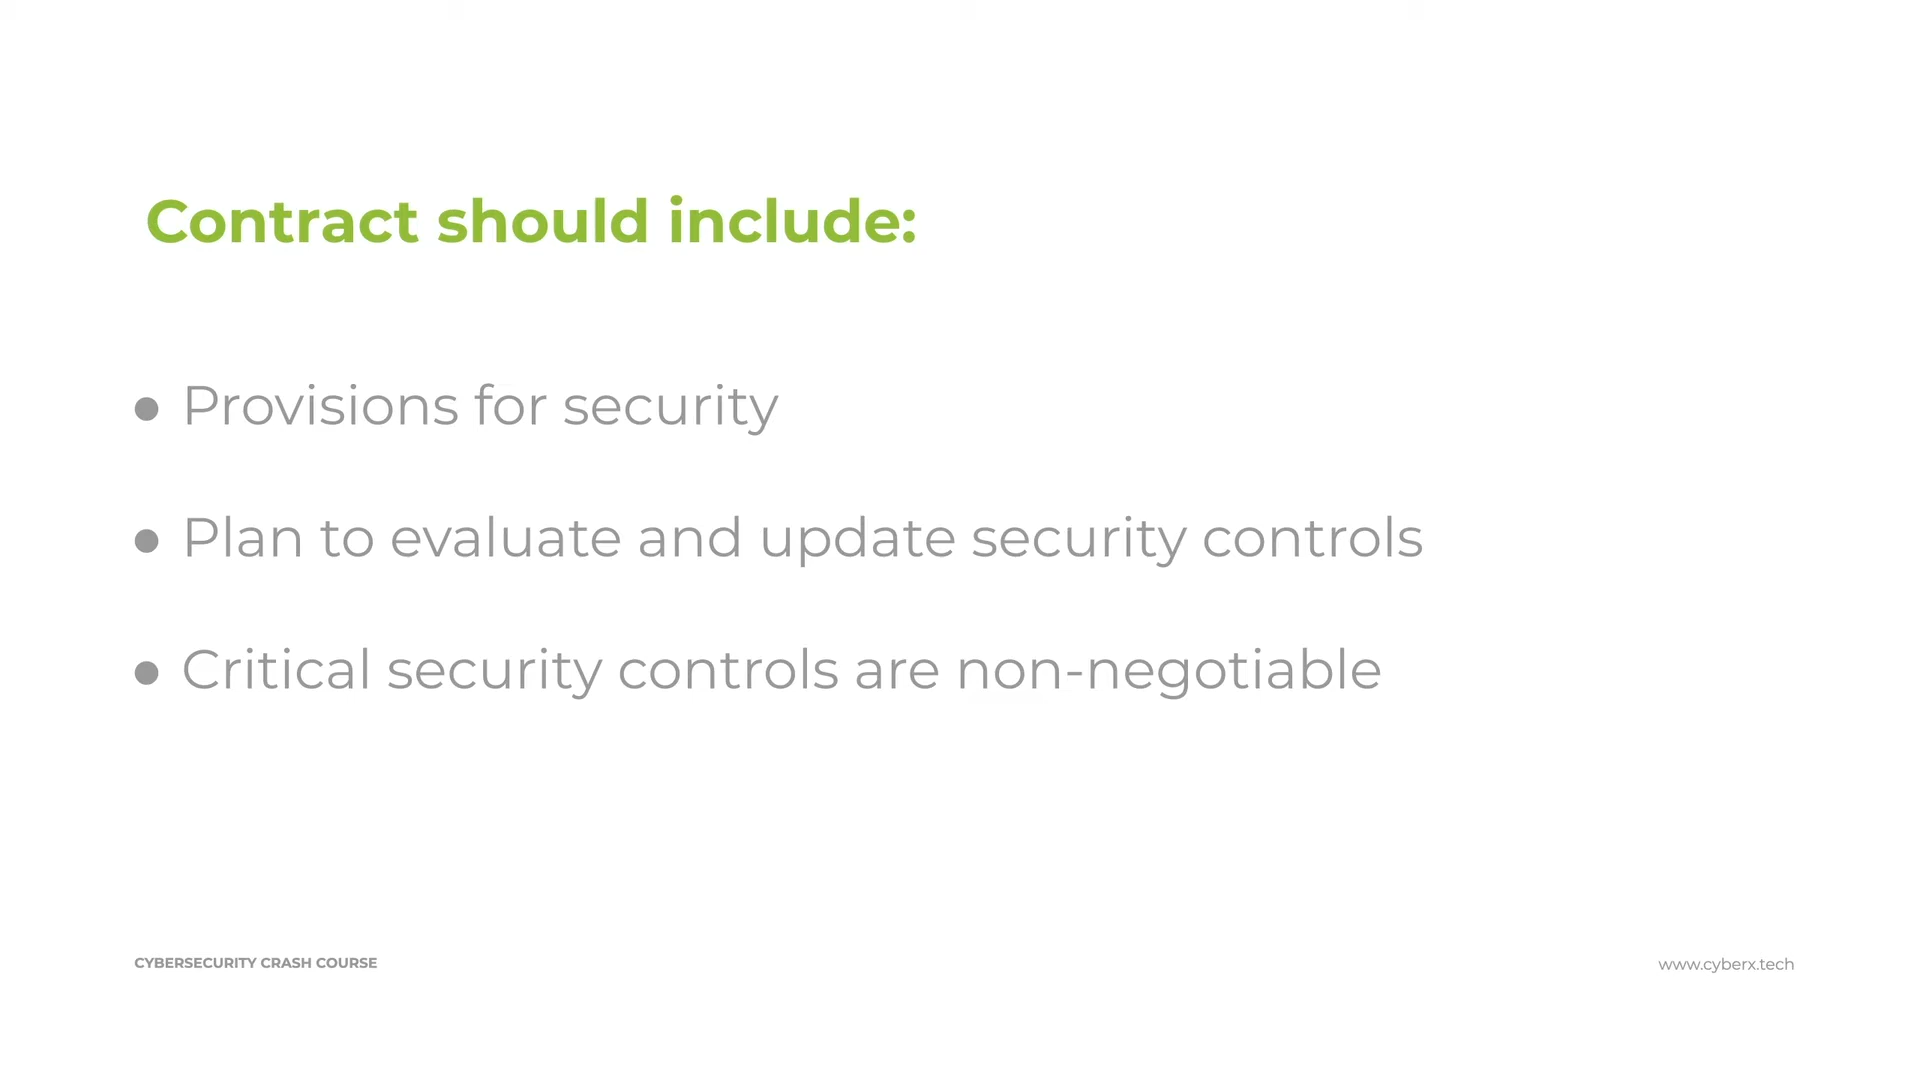 Contract should include:
● Provisions for security
● Plan to evaluate and update security controls
● Critical security controls are non-negotiable
CYBERSECURITY CRASH COURSE
www.cyberx.tech